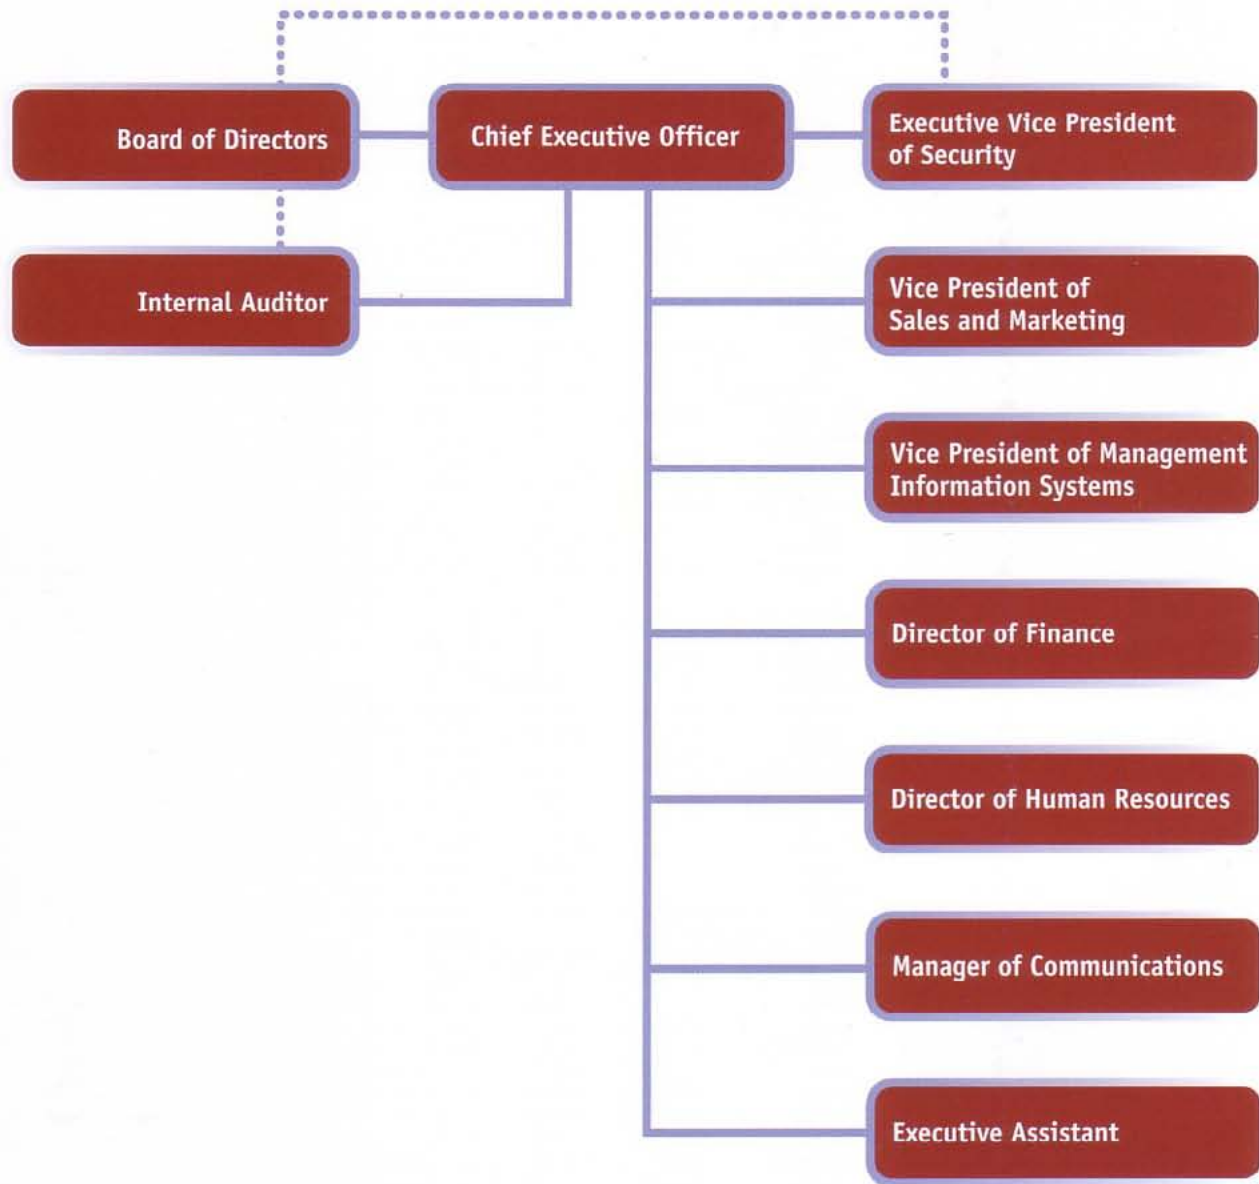 Board of Directors
Chief Executive Officer
Executive Vice President
of Security
Internal Auditor
Vice President of
Sales and Marketing
Vice President of Management
Information Systems
Director of Finance
Director of Human Resources
Manager of Communications
Executive Assistant